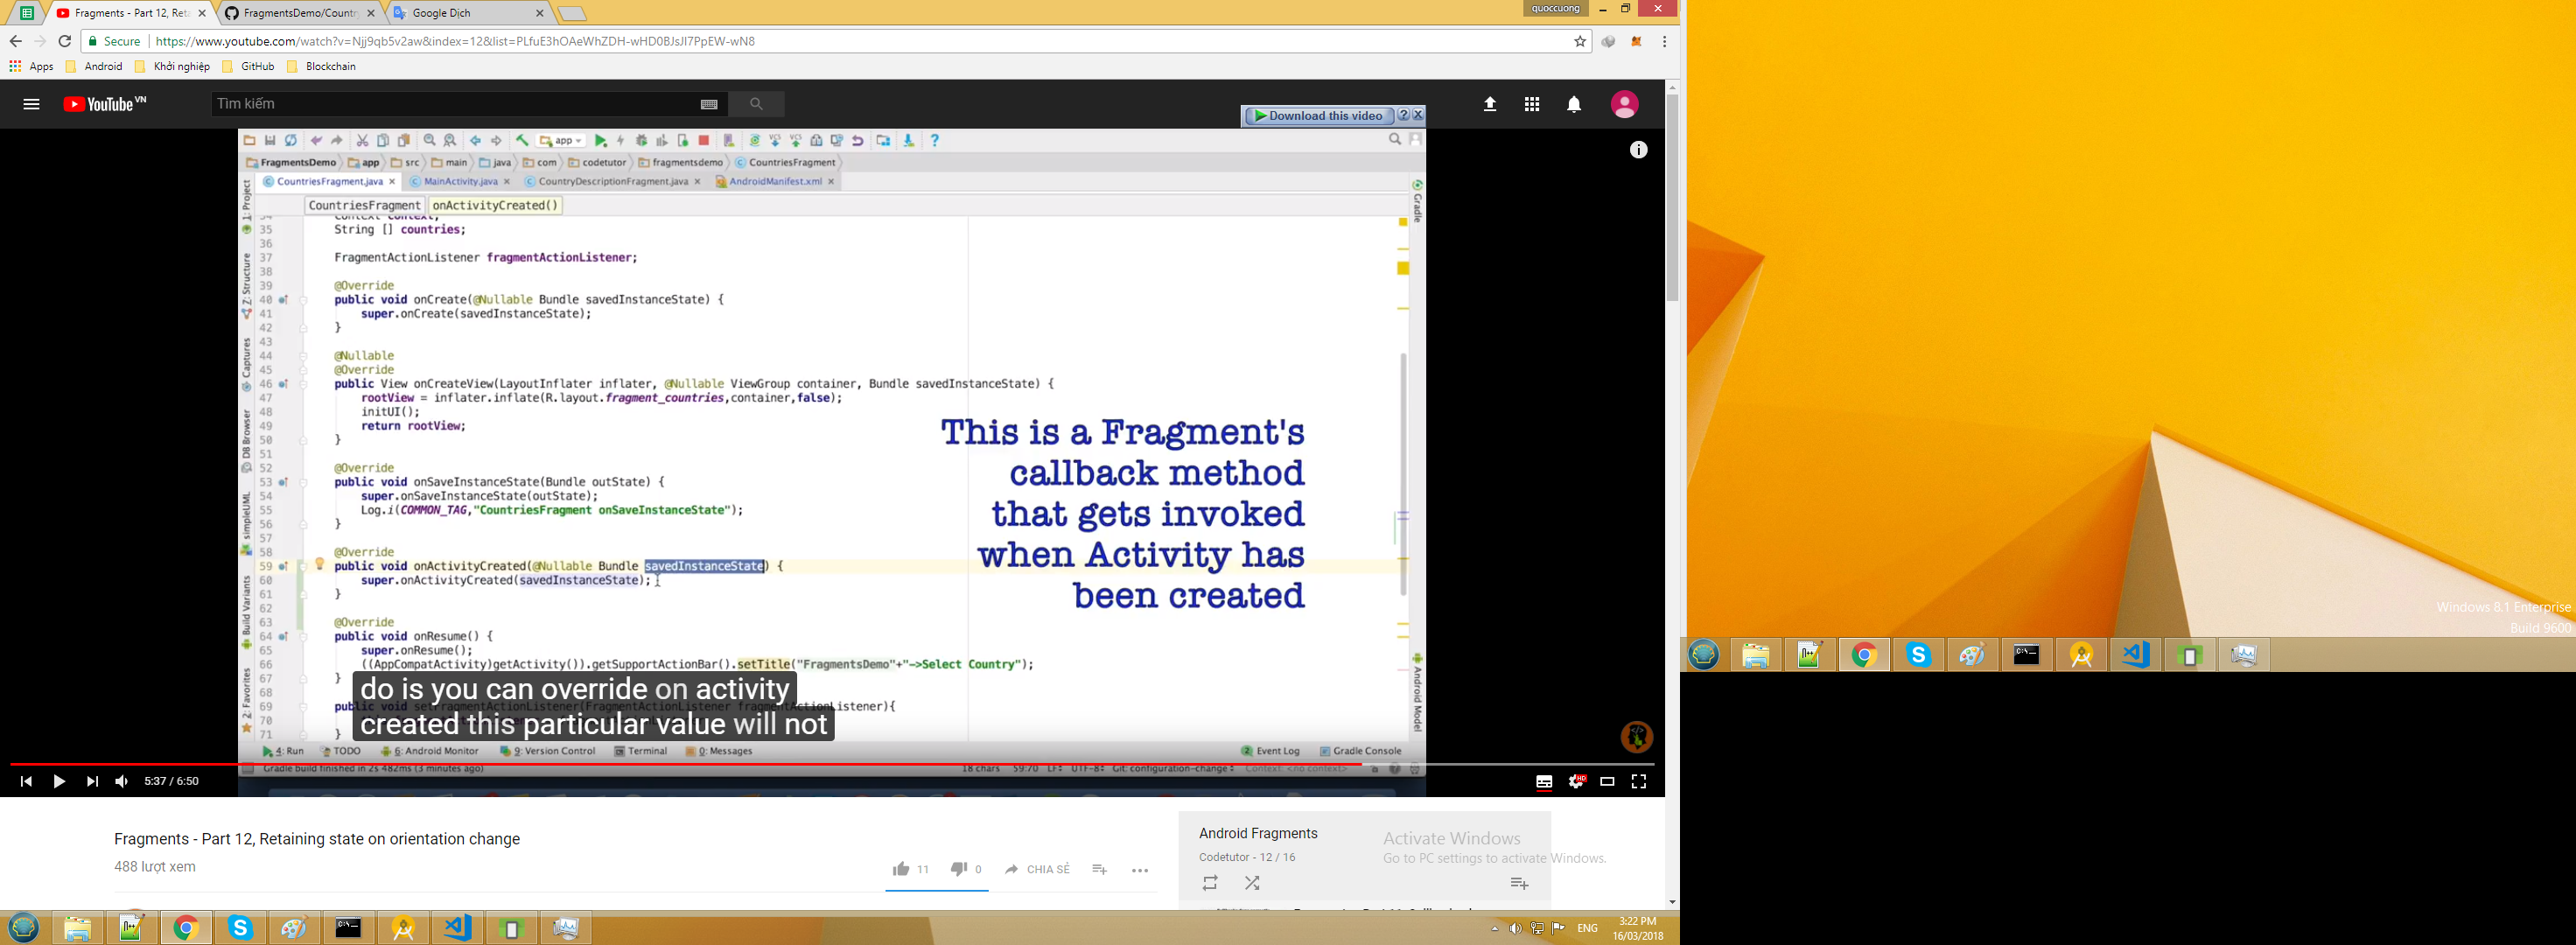 Fragments - Part 12, Ret
FragmentsDemo/Countr
Google Dịch
quoccuong
Secure
https://www.youtube.com/watch?v=Njj9qb5v2aw&index=12&list=PLfuE3hOAeWhZDH-wHD0BJsJI7PpEW-wN8
Apps
Android
Khởi nghiệp
GitHub
Blockchain
YouTube VN
Tìm kiếm
Download this video
app
FragmentsDemo
app
src
main
java
com
codetutor
fragmentsdemo
CountriesFragment
CountriesFragment.java
MainActivity.java
CountryDescriptionFragment.java
AndroidManifest.xml
CountriesFragment
onActivityCreated()
1: Project
Z: Structure
Captures
DB Browser
simpleUML
Build Variants
2: Favorites
Gradle
Android Model
34 Context context;
35 String [] countries;
36
37 FragmentActionListener fragmentActionListener;
38
39 @Override
40 public void onCreate(@Nullable Bundle savedInstanceState) {
41 super.onCreate(savedInstanceState);
42 }
43
44 @Nullable
45 @Override
46 public View onCreateView(LayoutInflater inflater, @Nullable ViewGroup container, Bundle savedInstanceState) {
47 rootView = inflater.inflate(R.layout.fragment_countries,container,false);
48 initUI();
49 return rootView;
50 }
51
52 @Override
53 public void onSaveInstanceState(Bundle outState) {
54 super.onSaveInstanceState(outState);
55 Log.i(COMMON_TAG,"CountriesFragment onSaveInstanceState");
56 }
57
58 @Override
59 public void onActivityCreated(@Nullable Bundle savedInstanceState) {
60 super.onActivityCreated(savedInstanceState);
61 }
62
63 @Override
64 public void onResume() {
65 super.onResume();
66 ((AppCompatActivity)getActivity()).getSupportActionBar().setTitle("FragmentsDemo"+"->Select Country");
67 }
68
69 public void setFragmentActionListener(FragmentActionListener fragmentActionListener){
70
71 }
This is a Fragment's
callback method
that gets invoked
when Activity has
been created
do is you can override on activity
created this particular value will not
4: Run
TODO
6: Android Monitor
9: Version Control
Terminal
0: Messages
2 Event Log
Gradle Console
Gradle build finished in 2s 482ms (3 minutes ago)
18 chars
59:70
LF
UTF-8
Git: configuration-change
Context: <no context>
5:37 / 6:50
HD
Fragments - Part 12, Retaining state on orientation change
488 lượt xem
11
0
CHIA SẺ
Android Fragments
Codetutor - 12 / 16
Activate Windows
Go to PC settings to activate Windows.
ENG
3:22 PM
16/03/2018
Windows 8.1 Enterprise
Build 9600